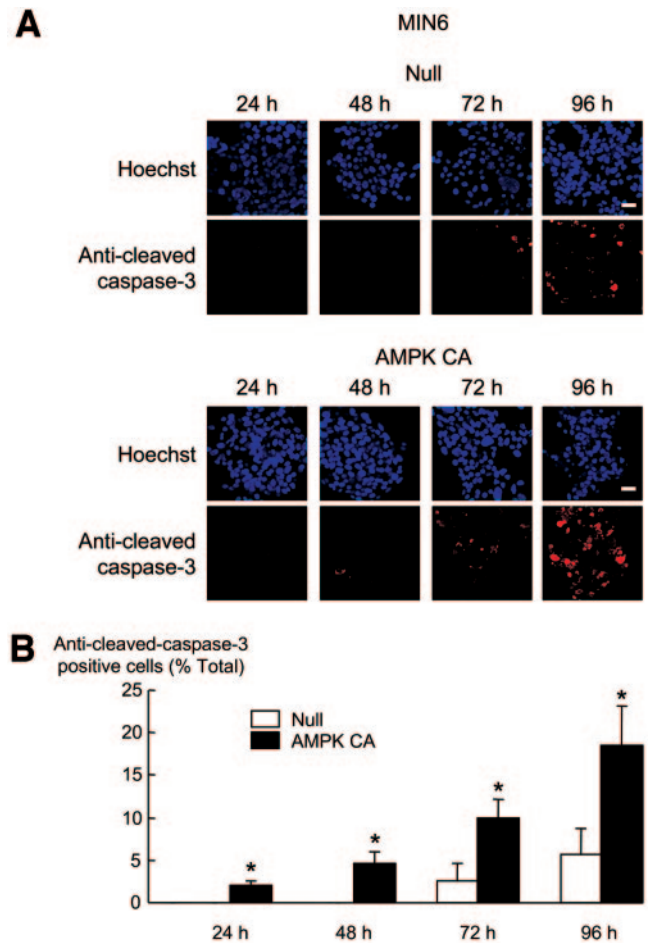 A
MIN6
Null
24 h 48 h 72 h 96 h
Hoechst
Anti-cleaved
caspase-3
AMPK CA
24 h 48 h 72 h 96 h
Hoechst
Anti-cleaved
caspase-3
B
Anti-cleaved-caspase-3
positive cells (% Total)
25
20
15
10
5
0
Null
AMPK CA
* * * *
24 h 48 h 72 h 96 h